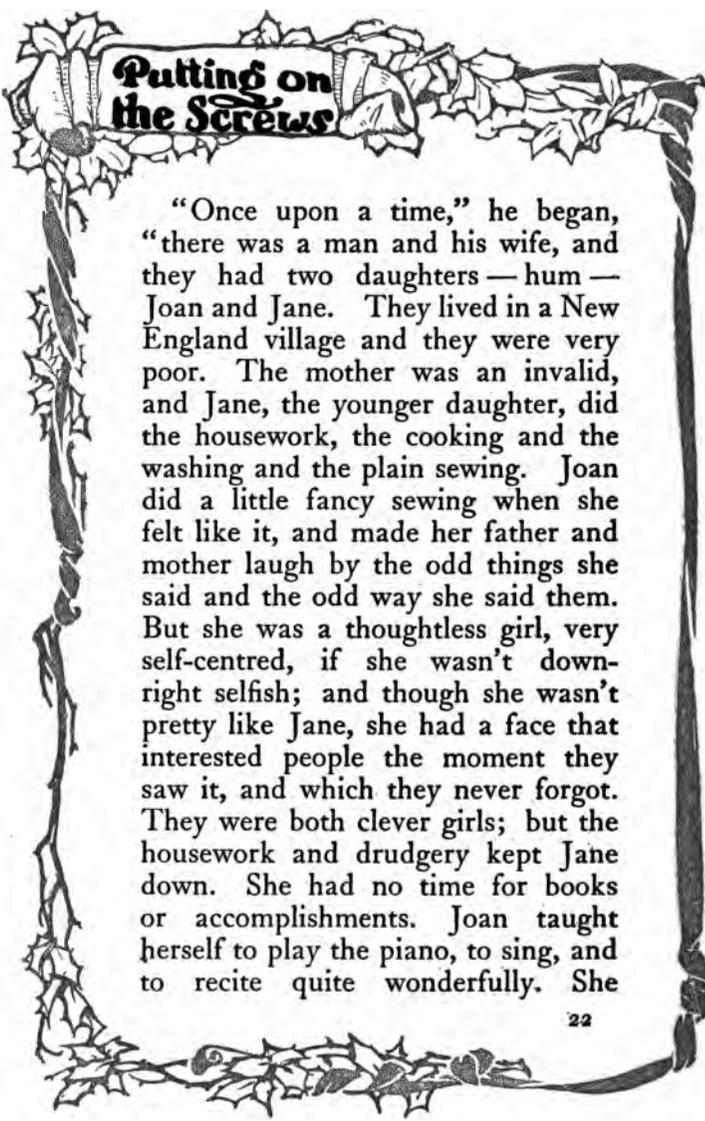 Putting on
the Screws
“Once upon a time,” he began,
“there was a man and his wife, and
they had two daughters — hum —
Joan and Jane. They lived in a New
England village and they were very
poor. The mother was an invalid,
and Jane, the younger daughter, did
the housework, the cooking and the
washing and the plain sewing. Joan
did a little fancy sewing when she
felt like it, and made her father and
mother laugh by the odd things she
said and the odd way she said them.
But she was a thoughtless girl, very
self-centred, if she wasn’t down-
right selfish; and though she wasn’t
pretty like Jane, she had a face that
interested people the moment they
saw it, and which they never forgot.
They were both clever girls; but the
housework and drudgery kept Jane
down. She had no time for books
or accomplishments. Joan taught
herself to play the piano, to sing, and
to recite quite wonderfully. She
22